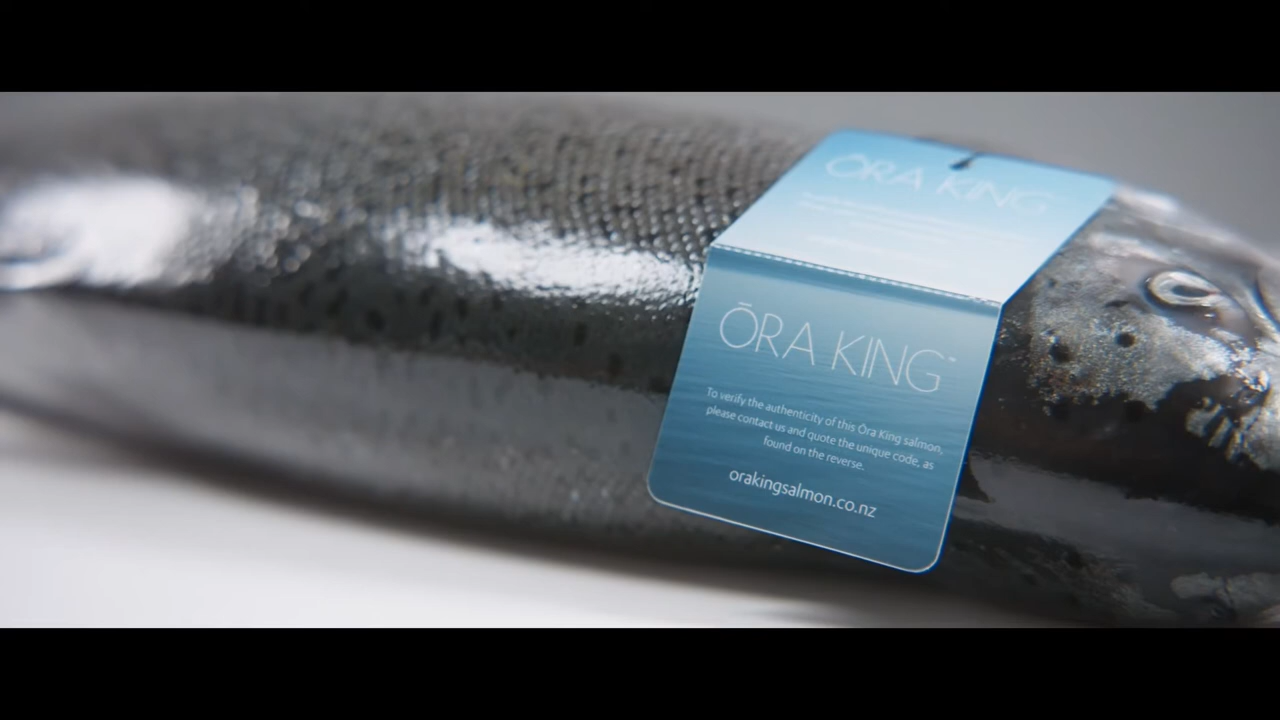 ŌRA KING
ŌRA KING™
To verify the authenticity of this Ōra King salmon,
please contact us and quote the unique code, as
found on the reverse.
orakingsalmon.co.nz